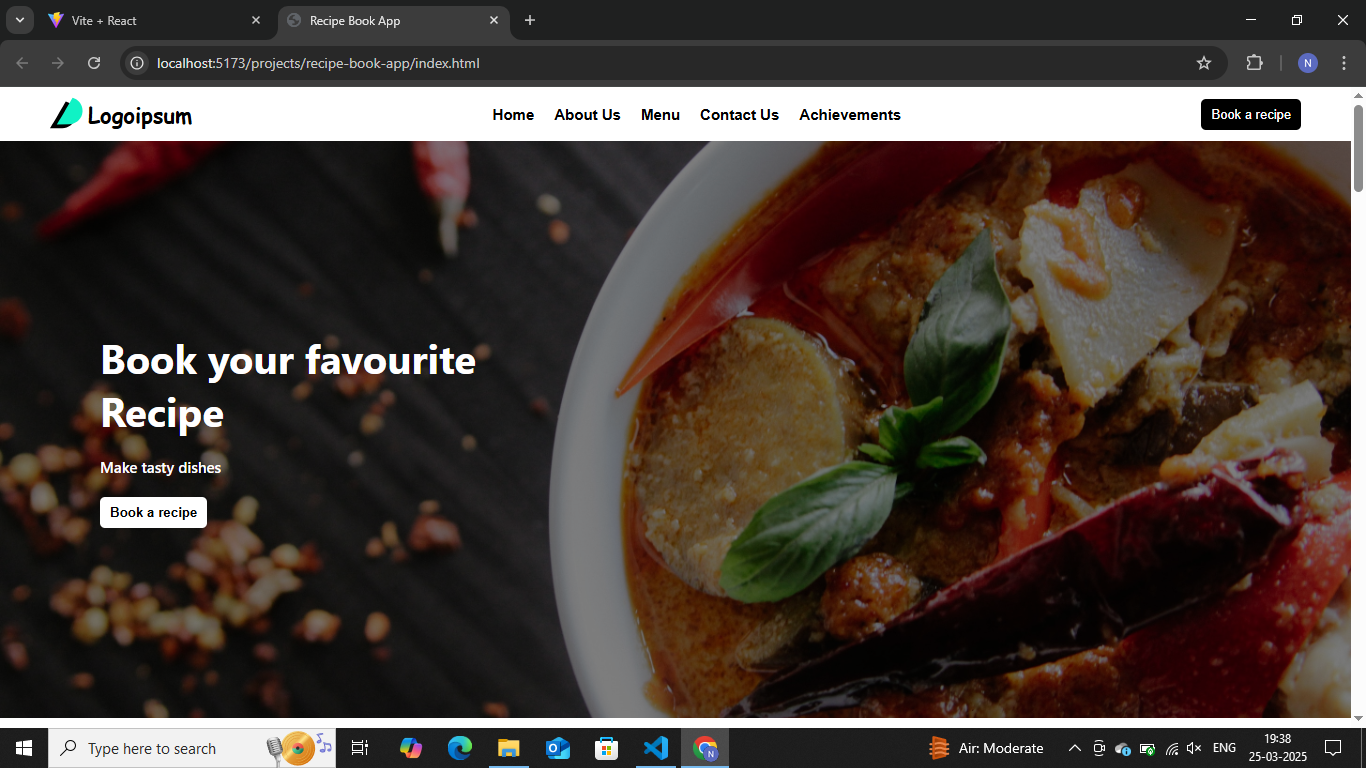 Vite + React
Recipe Book App
localhost:5173/projects/recipe-book-app/index.html
N
Logoipsum
Home
About Us
Menu
Contact Us
Achievements
Book a recipe
Book your favourite
Recipe
Make tasty dishes
Book a recipe
Type here to search
Air: Moderate
ENG
19:38
25-03-2025